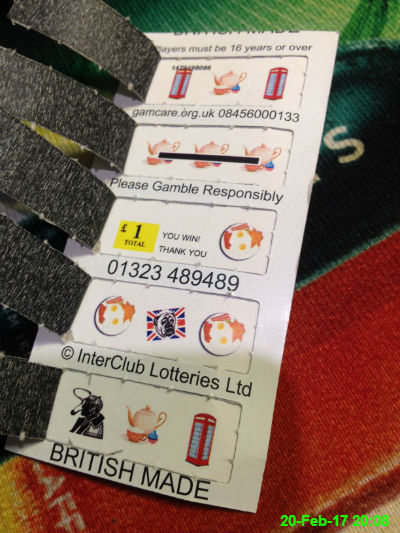 BRITISH MADE
Players must be 16 years or over
gamcare.org.uk 08456000133
Please Gamble Responsibly
£ 1
TOTAL
YOU WIN!
THANK YOU
01323 489489
© InterClub Lotteries Ltd
BRITISH MADE
20-Feb-17 20:08